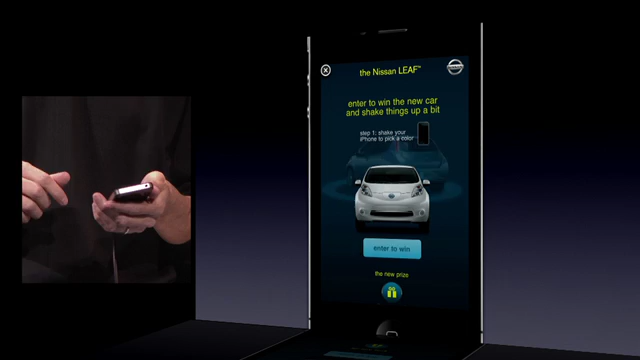 the Nissan LEAF™
enter to win the new car
and shake things up a bit
step 1: shake your
iPhone to pick a color
enter to win
the new prize